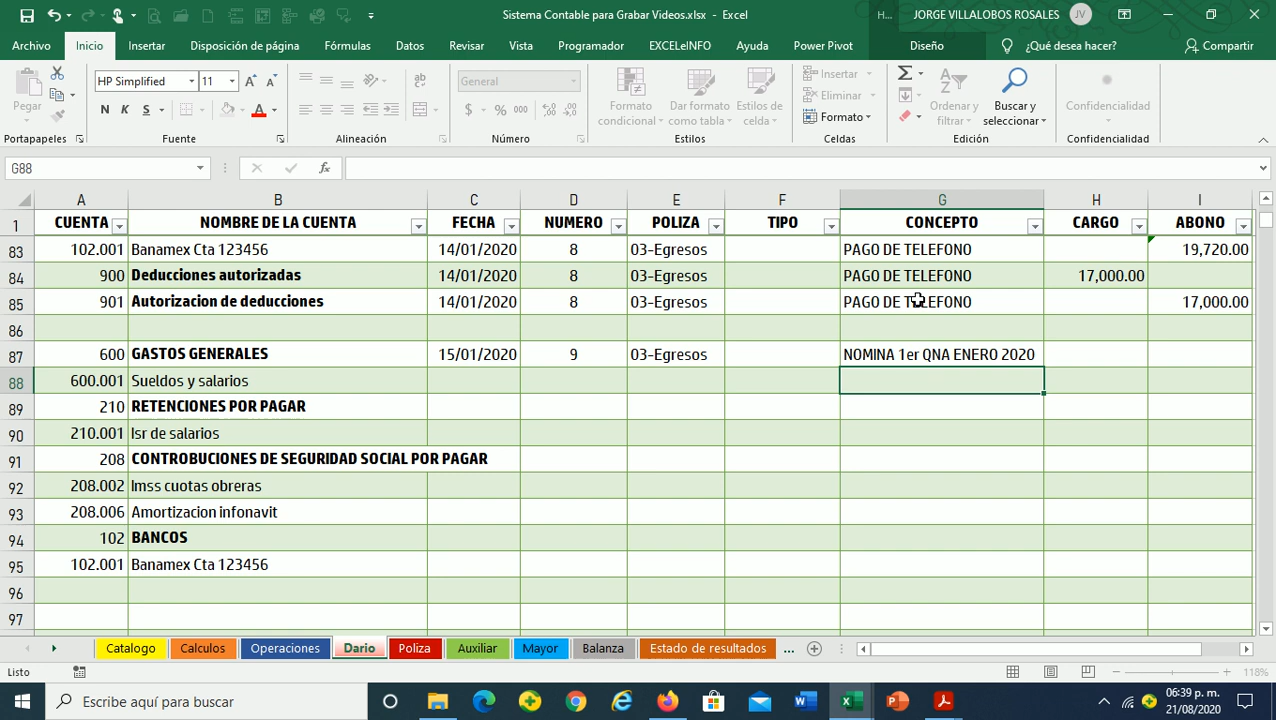 Sistema Contable para Grabar Videos.xlsx - Excel
H...
JORGE VILLALOBOS ROSALES
JV
Archivo Inicio Insertar Disposición de página Fórmulas Datos Revisar Vista Programador EXCELeINFO Ayuda Power Pivot Diseño ¿Qué desea hacer? Compartir
Pegar
HP Simplified 11
N K S
General
$ % 000
Formato condicional
Dar formato como tabla
Estilos de celda
Insertar
Eliminar
Formato
Ordenar y filtrar
Buscar y seleccionar
Confidencialidad
Portapapeles Fuente Alineación Número Estilos Celdas Edición Confidencialidad
G88 fx
A B C D E F G H I
1 CUENTA NOMBRE DE LA CUENTA FECHA NUMERO POLIZA TIPO CONCEPTO CARGO ABONO
83 102.001 Banamex Cta 123456 14/01/2020 8 03-Egresos PAGO DE TELEFONO 19,720.00
84 900 Deducciones autorizadas 14/01/2020 8 03-Egresos PAGO DE TELEFONO 17,000.00
85 901 Autorizacion de deducciones 14/01/2020 8 03-Egresos PAGO DE TELEFONO 17,000.00
86
87 600 GASTOS GENERALES 15/01/2020 9 03-Egresos NOMINA 1er QNA ENERO 2020
88 600.001 Sueldos y salarios
89 210 RETENCIONES POR PAGAR
90 210.001 Isr de salarios
91 208 CONTROBUCIONES DE SEGURIDAD SOCIAL POR PAGAR
92 208.002 Imss cuotas obreras
93 208.006 Amortizacion infonavit
94 102 BANCOS
95 102.001 Banamex Cta 123456
96
97
Catalogo Calculos Operaciones Dario Poliza Auxiliar Mayor Balanza Estado de resultados ...
Listo 118%
Escribe aquí para buscar
06:39 p. m.
21/08/2020